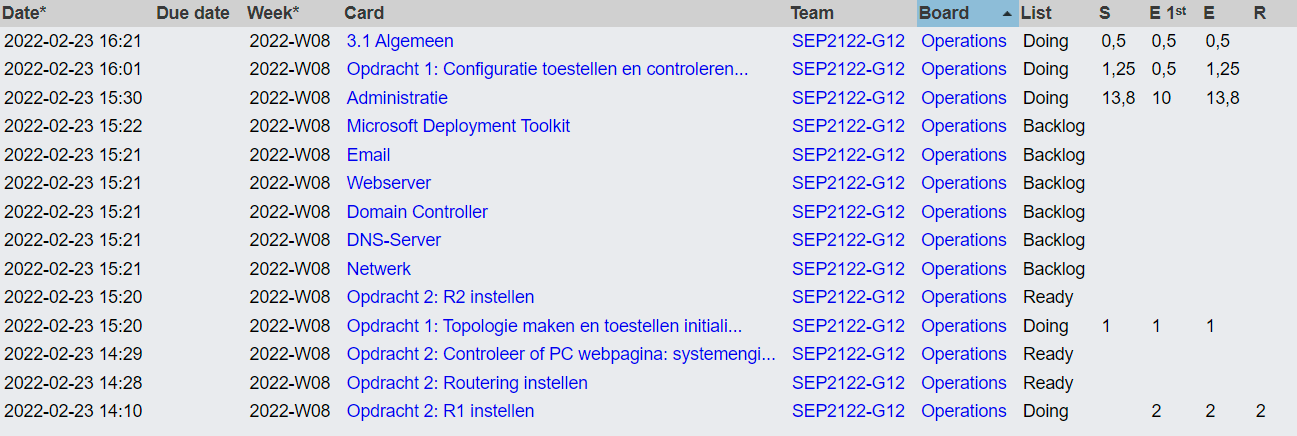 Date* Due date Week* Card Team Board List S E 1st E R
2022-02-23 16:21 2022-W08 3.1 Algemeen SEP2122-G12 Operations Doing 0,5 0,5 0,5
2022-02-23 16:01 2022-W08 Opdracht 1: Configuratie toestellen en controleren... SEP2122-G12 Operations Doing 1,25 0,5 1,25
2022-02-23 15:30 2022-W08 Administratie SEP2122-G12 Operations Doing 13,8 10 13,8
2022-02-23 15:22 2022-W08 Microsoft Deployment Toolkit SEP2122-G12 Operations Backlog
2022-02-23 15:21 2022-W08 Email SEP2122-G12 Operations Backlog
2022-02-23 15:21 2022-W08 Webserver SEP2122-G12 Operations Backlog
2022-02-23 15:21 2022-W08 Domain Controller SEP2122-G12 Operations Backlog
2022-02-23 15:21 2022-W08 DNS-Server SEP2122-G12 Operations Backlog
2022-02-23 15:21 2022-W08 Netwerk SEP2122-G12 Operations Backlog
2022-02-23 15:20 2022-W08 Opdracht 2: R2 instellen SEP2122-G12 Operations Ready
2022-02-23 15:20 2022-W08 Opdracht 1: Topologie maken en toestellen initiali... SEP2122-G12 Operations Doing 1 1 1
2022-02-23 14:29 2022-W08 Opdracht 2: Controleer of PC webpagina: systemengi... SEP2122-G12 Operations Ready
2022-02-23 14:28 2022-W08 Opdracht 2: Routering instellen SEP2122-G12 Operations Ready
2022-02-23 14:10 2022-W08 Opdracht 2: R1 instellen SEP2122-G12 Operations Doing 2 2 2